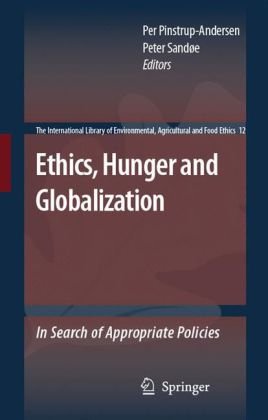 Per Pinstrup-Andersen
Peter Sandøe
Editors
The International Library of Environmental, Agricultural and Food Ethics 12
Ethics, Hunger and
Globalization
In Search of Appropriate Policies
Springer